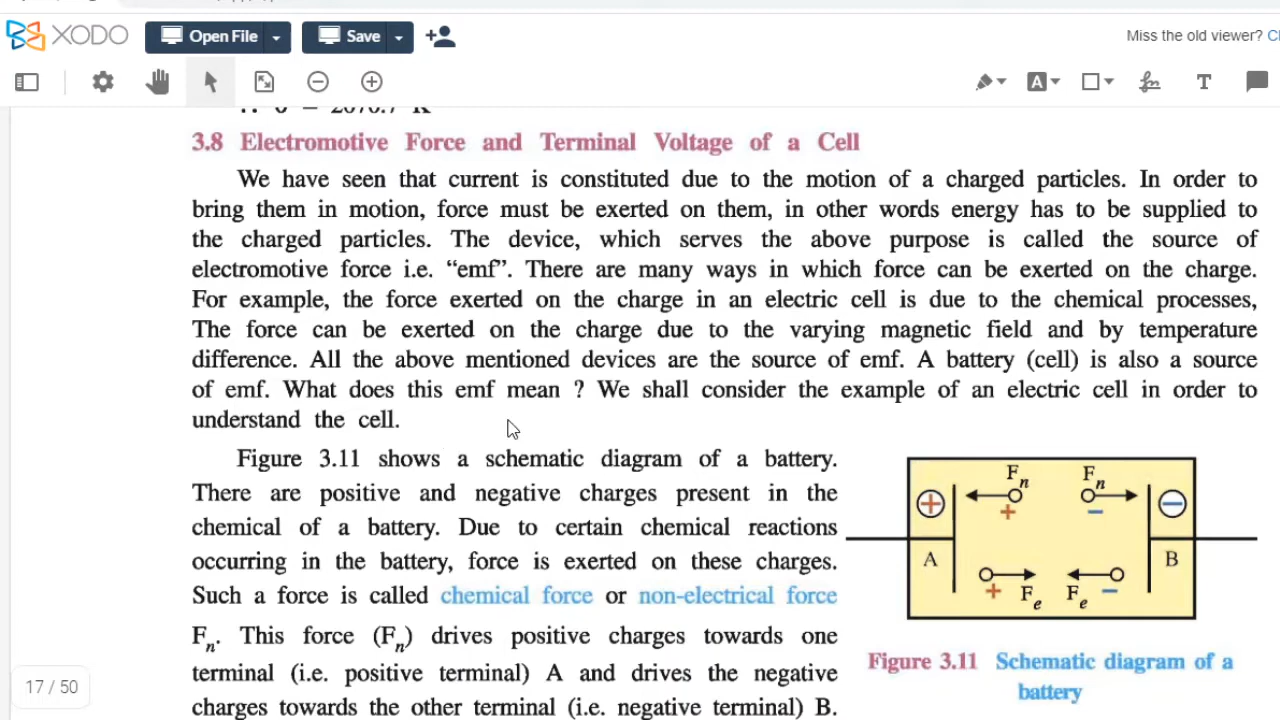 XODO
Open File
Save
Miss the old viewer?
A
T
3.8 Electromotive Force and Terminal Voltage of a Cell
We have seen that current is constituted due to the motion of a charged particles. In order to
bring them in motion, force must be exerted on them, in other words energy has to be supplied to
the charged particles. The device, which serves the above purpose is called the source of
electromotive force i.e. “emf”. There are many ways in which force can be exerted on the charge.
For example, the force exerted on the charge in an electric cell is due to the chemical processes,
The force can be exerted on the charge due to the varying magnetic field and by temperature
difference. All the above mentioned devices are the source of emf. A battery (cell) is also a source
of emf. What does this emf mean ? We shall consider the example of an electric cell in order to
understand the cell.
Figure 3.11 shows a schematic diagram of a battery.
There are positive and negative charges present in the
chemical of a battery. Due to certain chemical reactions
occurring in the battery, force is exerted on these charges.
Such a force is called chemical force or non-electrical force
Fn. This force (Fn) drives positive charges towards one
terminal (i.e. positive terminal) A and drives the negative
charges towards the other terminal (i.e. negative terminal) B.
Fn Fn
+ + − −
A B
+ Fe Fe −
Figure 3.11 Schematic diagram of a
battery
17 / 50